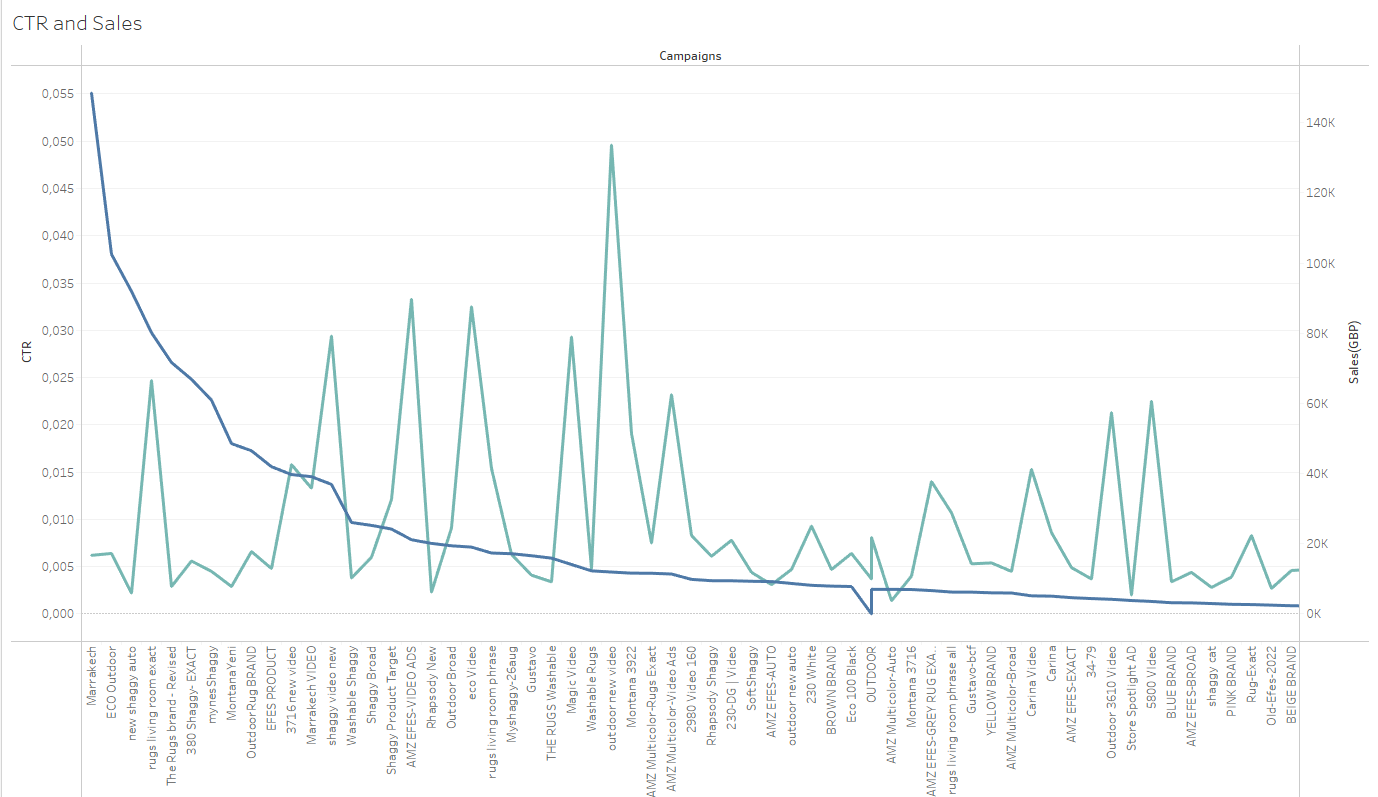 CTR and Sales
Campaigns
0,055
0,050
0,045
0,040
0,035
0,030
0,025
0,020
0,015
0,010
0,005
0,000
CTR
140K
120K
100K
80K
60K
40K
20K
0K
Sales(GBP)
Marrakech
ECO Outdoor
new shaggy auto
rugs living room exact
The Rugs brand - Revised
380 Shaggy- EXACT
mynesShaggy
MontanaYeni
OutdoorRug BRAND
EFES PRODUCT
3716 new video
Marrakech VIDEO
shaggy video new
Washable Shaggy
Shaggy Broad
Shaggy Product Target
AMZ EFES-VIDEO ADS
Rhapsody New
Outdoor Broad
eco Video
rugs living room phrase
Myshaggy-26aug
Gustavo
THE RUGS Washable
Magic Video
Washable Rugs
outdoor new video
Montana 3922
AMZ Multicolor-Rugs Exact
AMZ Multicolor-Video Ads
2980 Video 160
Rhapsody Shaggy
230-DG | Video
SoftShaggy
AMZ EFES-AUTO
outdoor new auto
230 White
BROWN BRAND
Eco 100 Black
OUTDOOR
AMZ Multicolor-Auto
Montana 3716
AMZ EFES-GREY RUG EXA..
rugs living room phrase all
Gustavo-bcf
YELLOW BRAND
AMZ Multicolor-Broad
Carina Video
Carina
AMZ EFES-EXACT
34-79
Outdoor 3610 Video
Store Spotlight AD
5800 Video
BLUE BRAND
AMZ EFES-BROAD
shaggy cat
PINK BRAND
Rug-Exact
Old-Efes-2022
BEIGE BRAND